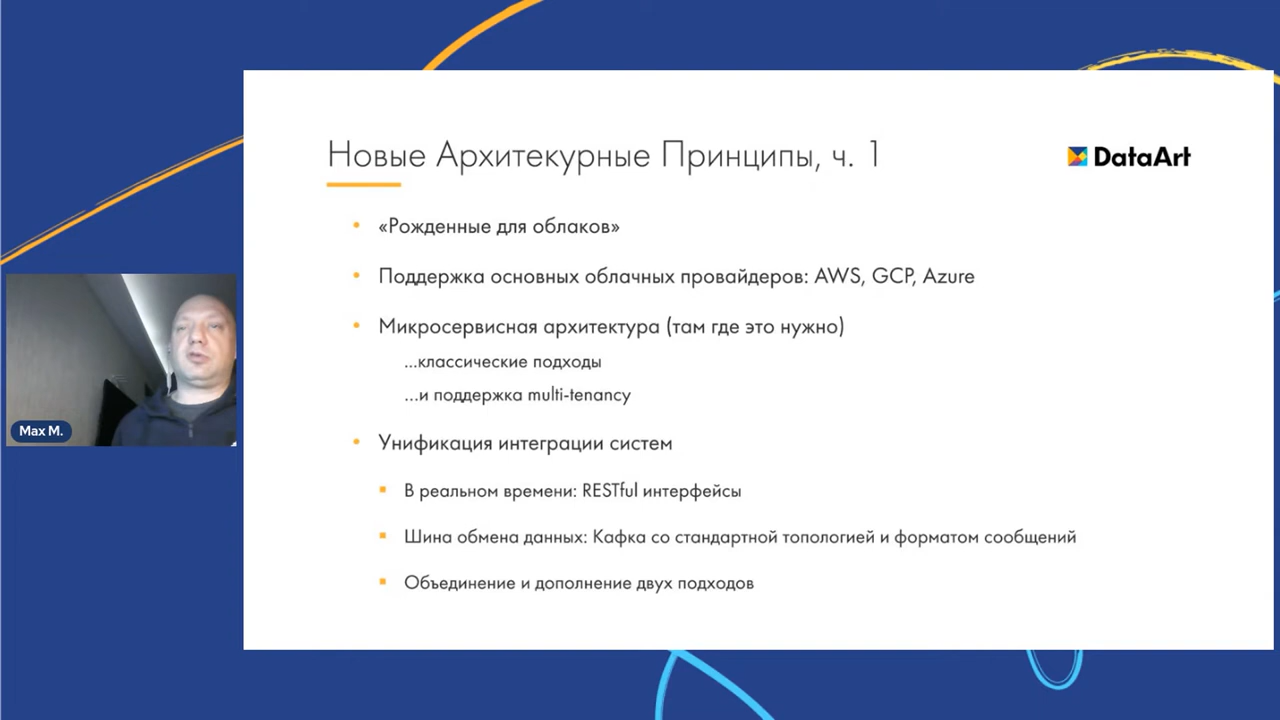 Новые Архитекурные Принципы, ч. 1
DataArt
«Рожденные для облаков»
Поддержка основных облачных провайдеров: AWS, GCP, Azure
Микросервисная архитектура (там где это нужно)
...классические подходы
...и поддержка multi-tenancy
Унификация интеграции систем
В реальном времени: RESTful интерфейсы
Шина обмена данных: Кафка со стандартной топологией и форматом сообщений
Объединение и дополнение двух подходов
Max M.